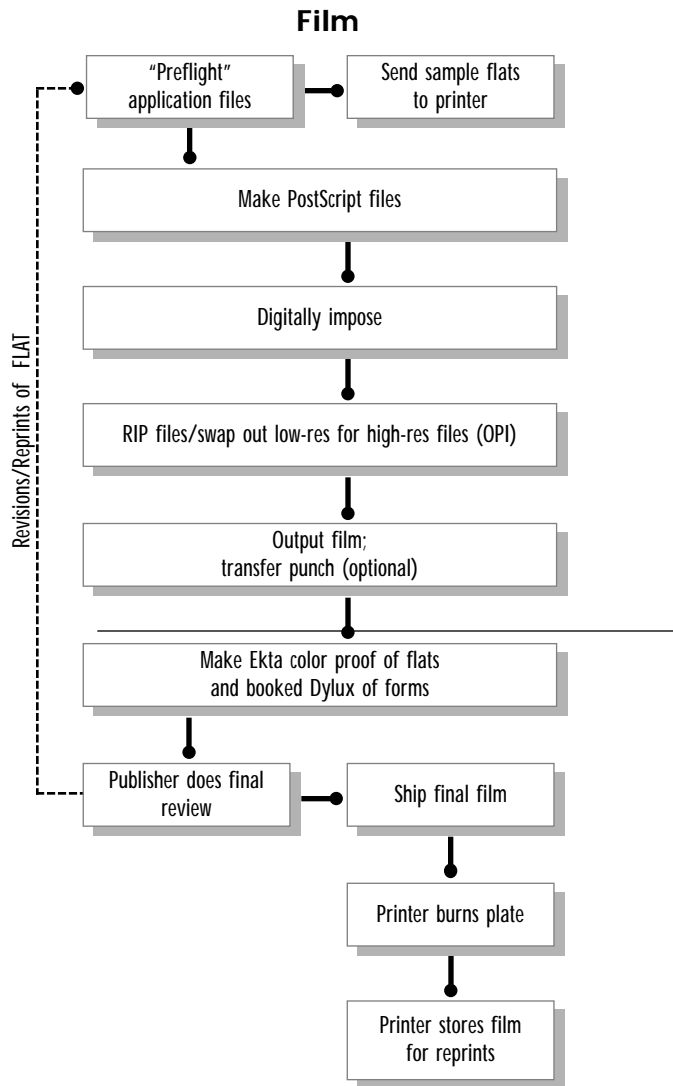 Film
“Preflight”
application files
Send sample flats
to printer
Make PostScript files
Digitally impose
RIP files/swap out low-res for high-res files (OPI)
Revisions/Reprints of FLAT
Output film;
transfer punch (optional)
Make Ekta color proof of flats
and booked Dylux of forms
Publisher does final
review
Ship final film
Printer burns plate
Printer stores film
for reprints